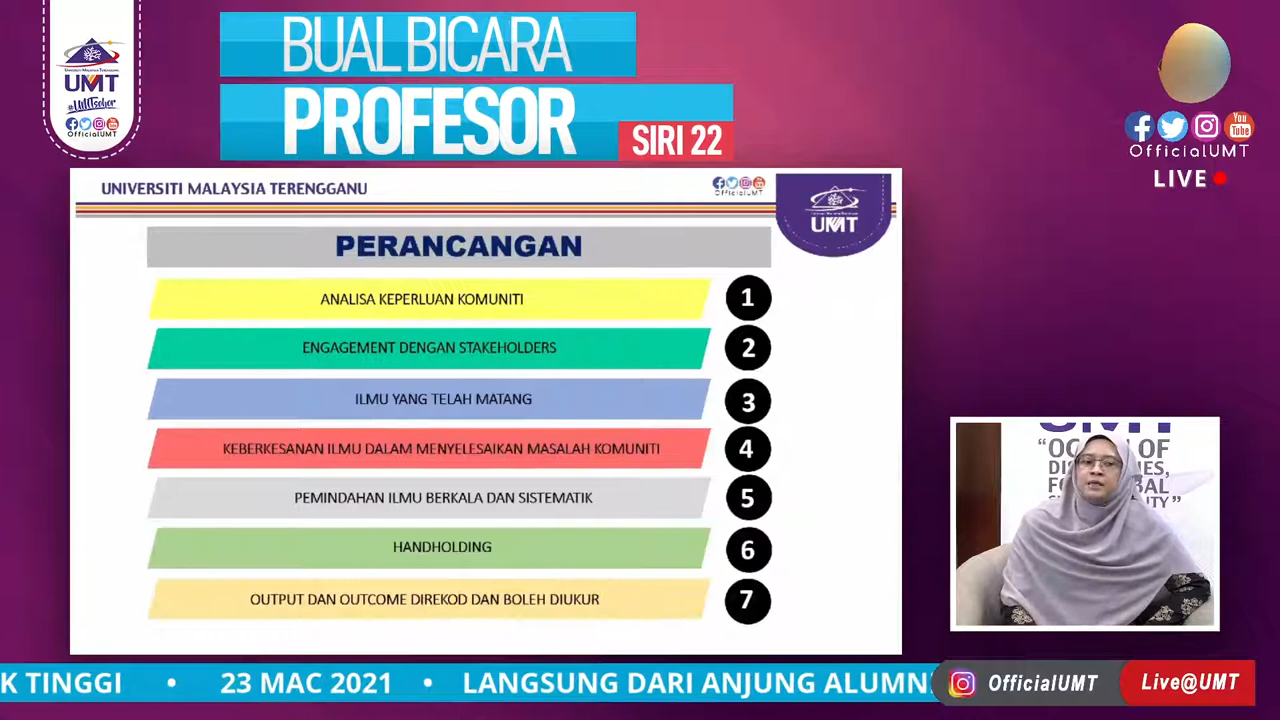 UMT
#UMTsohor
OfficialUMT
BUAL BICARA
PROFESOR
SIRI 22
OfficialUMT
LIVE
UNIVERSITI MALAYSIA TERENGGANU
OfficialUMT
UMT
PERANCANGAN
ANALISA KEPERLUAN KOMUNITI 1
ENGAGEMENT DENGAN STAKEHOLDERS 2
ILMU YANG TELAH MATANG 3
KEBERKESANAN ILMU DALAM MENYELESAIKAN MASALAH KOMUNITI 4
PEMINDAHAN ILMU BERKALA DAN SISTEMATIK 5
HANDHOLDING 6
OUTPUT DAN OUTCOME DIREKOD DAN BOLEH DIUKUR 7
K TINGGI • 23 MAC 2021 • LANGSUNG DARI ANJUNG ALUMN
OfficialUMT
Live@UMT